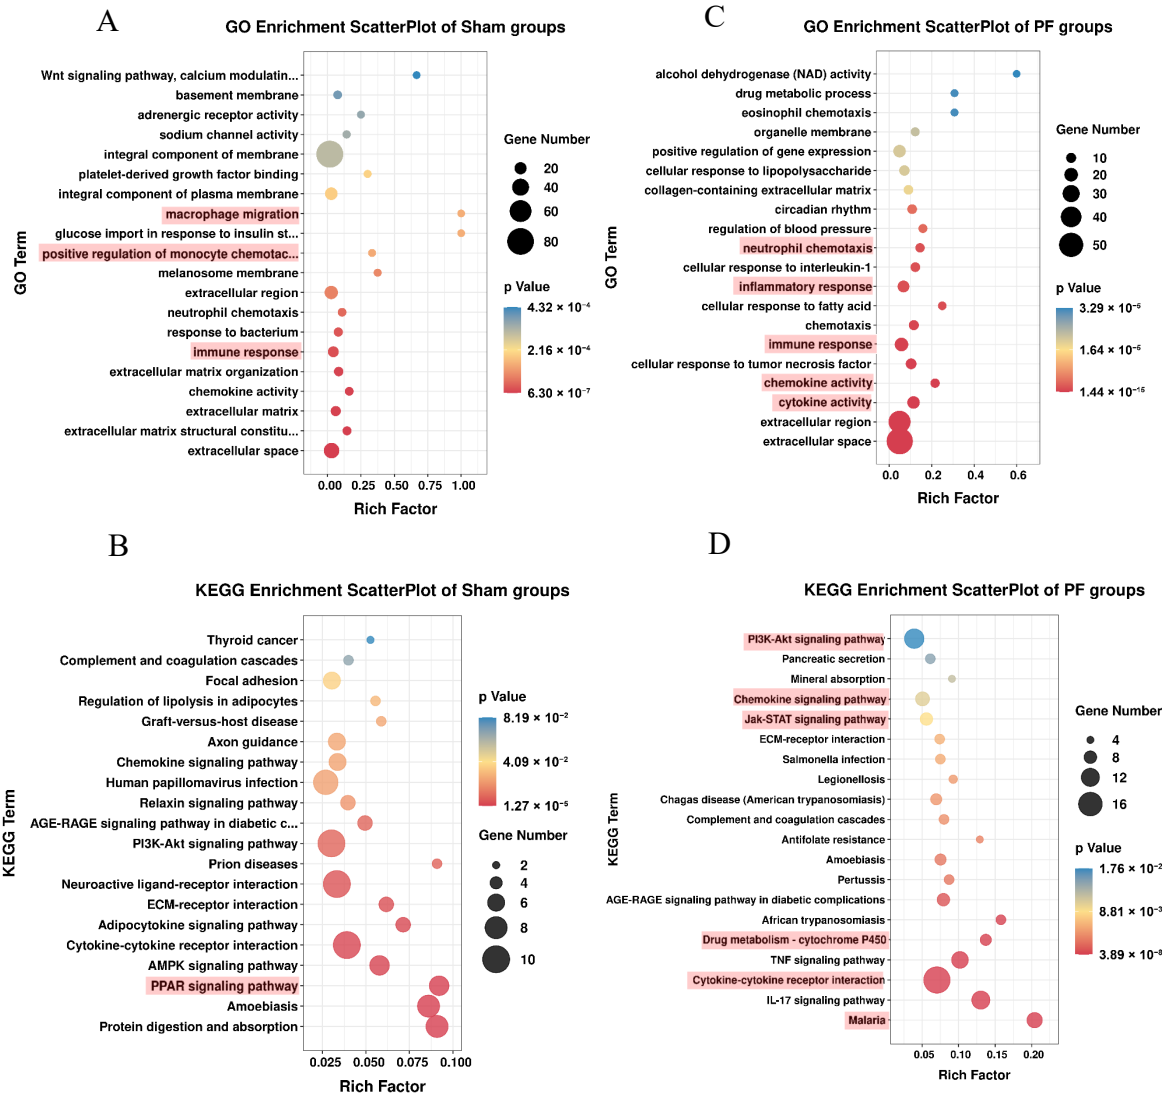 A
GO Enrichment ScatterPlot of Sham groups
GO Term
Wnt signaling pathway, calcium modulatin...
basement membrane
adrenergic receptor activity
sodium channel activity
integral component of membrane
platelet-derived growth factor binding
integral component of plasma membrane
macrophage migration
glucose import in response to insulin st...
positive regulation of monocyte chemotac...
melanosome membrane
extracellular region
neutrophil chemotaxis
response to bacterium
immune response
extracellular matrix organization
chemokine activity
extracellular matrix
extracellular matrix structural constitu...
extracellular space
0.00 0.25 0.50 0.75 1.00
Rich Factor
Gene Number
20
40
60
80
p Value
4.32 × 10⁻⁴
2.16 × 10⁻⁴
6.30 × 10⁻⁷
C
GO Enrichment ScatterPlot of PF groups
GO Term
alcohol dehydrogenase (NAD) activity
drug metabolic process
eosinophil chemotaxis
organelle membrane
positive regulation of gene expression
cellular response to lipopolysaccharide
collagen-containing extracellular matrix
circadian rhythm
regulation of blood pressure
neutrophil chemotaxis
cellular response to interleukin-1
inflammatory response
cellular response to fatty acid
chemotaxis
immune response
cellular response to tumor necrosis factor
chemokine activity
cytokine activity
extracellular region
extracellular space
0.0 0.2 0.4 0.6
Rich Factor
Gene Number
10
20
30
40
50
p Value
3.29 × 10⁻⁵
1.64 × 10⁻⁵
1.44 × 10⁻¹⁵
B
KEGG Enrichment ScatterPlot of Sham groups
KEGG Term
Thyroid cancer
Complement and coagulation cascades
Focal adhesion
Regulation of lipolysis in adipocytes
Graft-versus-host disease
Axon guidance
Chemokine signaling pathway
Human papillomavirus infection
Relaxin signaling pathway
AGE-RAGE signaling pathway in diabetic c...
PI3K-Akt signaling pathway
Prion diseases
Neuroactive ligand-receptor interaction
ECM-receptor interaction
Adipocytokine signaling pathway
Cytokine-cytokine receptor interaction
AMPK signaling pathway
PPAR signaling pathway
Amoebiasis
Protein digestion and absorption
0.025 0.050 0.075 0.100
Rich Factor
p Value
8.19 × 10⁻²
4.09 × 10⁻²
1.27 × 10⁻⁵
Gene Number
2
4
6
8
10
D
KEGG Enrichment ScatterPlot of PF groups
KEGG Term
PI3K-Akt signaling pathway
Pancreatic secretion
Mineral absorption
Chemokine signaling pathway
Jak-STAT signaling pathway
ECM-receptor interaction
Salmonella infection
Legionellosis
Chagas disease (American trypanosomiasis)
Complement and coagulation cascades
Antifolate resistance
Amoebiasis
Pertussis
AGE-RAGE signaling pathway in diabetic complications
African trypanosomiasis
Drug metabolism - cytochrome P450
TNF signaling pathway
Cytokine-cytokine receptor interaction
IL-17 signaling pathway
Malaria
0.05 0.10 0.15 0.20
Rich Factor
Gene Number
4
8
12
16
p Value
1.76 × 10⁻²
8.81 × 10⁻³
3.89 × 10⁻⁸